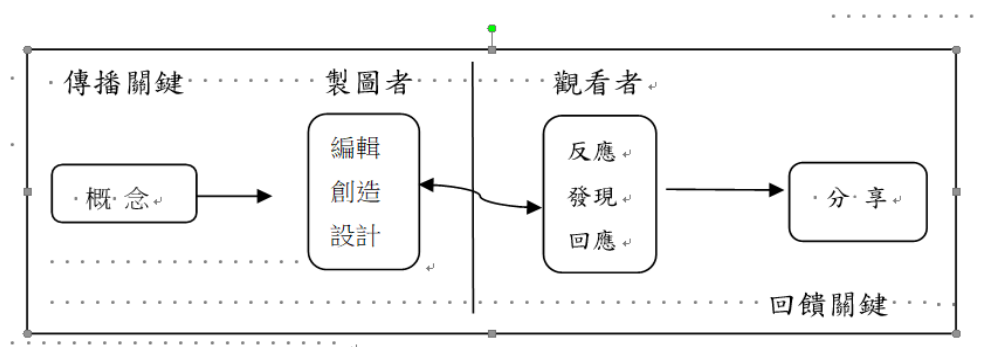 傳播關鍵 製圖者 觀看者
概念
編輯
創造
設計
反應
發現
回應
分享
回饋關鍵